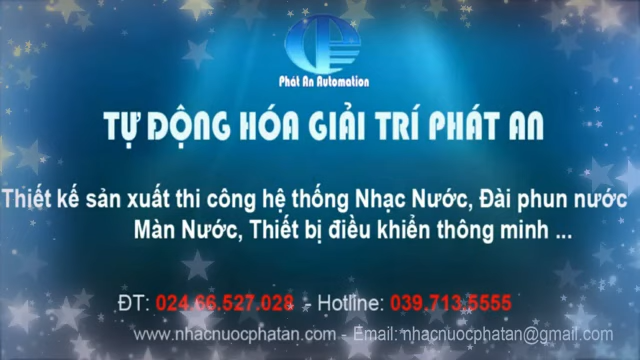 Phát An Automation
TỰ ĐỘNG HÓA GIẢI TRÍ PHÁT AN
Thiết kế sản xuất thi công hệ thống Nhạc Nước, Đài phun nước
Màn Nước, Thiết bị điều khiển thông minh ...
ĐT: 024.66.527.028 - Hotline: 039.713.5555
www.nhacnuocphatan.com - Email: nhacnuocphatan@gmail.com